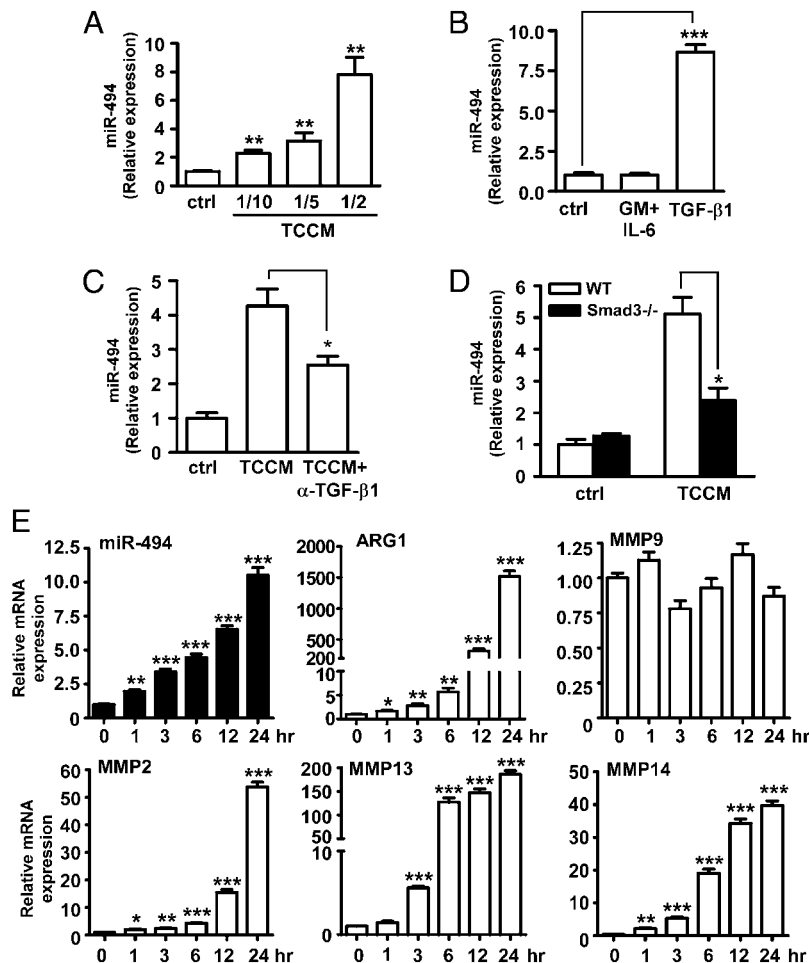 A
miR-494
(Relative expression)
10
8
6
4
2
0
**
**
**
ctrl 1/10 1/5 1/2
TCCM
B
miR-494
(Relative expression)
10.0
7.5
5.0
2.5
0.0
***
ctrl GM+ TGF-β1
IL-6
C
miR-494
(Relative expression)
5
4
3
2
1
0
*
ctrl TCCM TCCM+
α-TGF-β1
D
WT
Smad3-/-
miR-494
(Relative expression)
6
5
4
3
2
1
0
*
ctrl TCCM
E
miR-494
Relative mRNA
expression
12.5
10.0
7.5
5.0
2.5
0
** *** *** *** ***
0 1 3 6 12 24 hr
ARG1
2000
1500
1000
500
200
10
5
0
* ** ** *** ***
0 1 3 6 12 24 hr
MMP9
1.25
1.00
0.75
0.50
0.25
0
0 1 3 6 12 24 hr
MMP2
Relative mRNA
expression
60
50
40
30
20
10
0
* ** *** *** ***
0 1 3 6 12 24 hr
MMP13
200
150
100
50
10
0
*** *** *** ***
0 1 3 6 12 24 hr
MMP14
40
30
20
10
0
** *** *** *** ***
0 1 3 6 12 24 hr